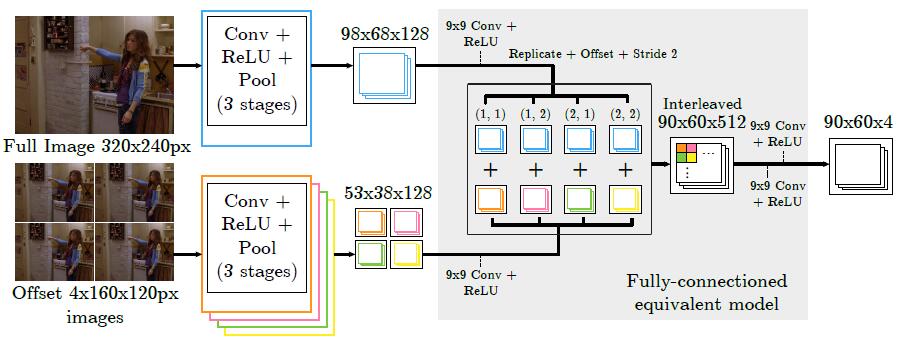 Full Image 320x240px
Conv +
ReLU +
Pool
(3 stages)
98x68x128
9x9 Conv +
ReLU
Replicate + Offset + Stride 2
(1, 1) (1, 2) (2, 1) (2, 2)
+ + + +
Interleaved
90x60x512
...
⋮
9x9 Conv
+ ReLU
9x9 Conv
+ ReLU
90x60x4
Offset 4x160x120px
images
Conv +
ReLU +
Pool
(3 stages)
53x38x128
9x9 Conv +
ReLU
Fully-connectioned
equivalent model